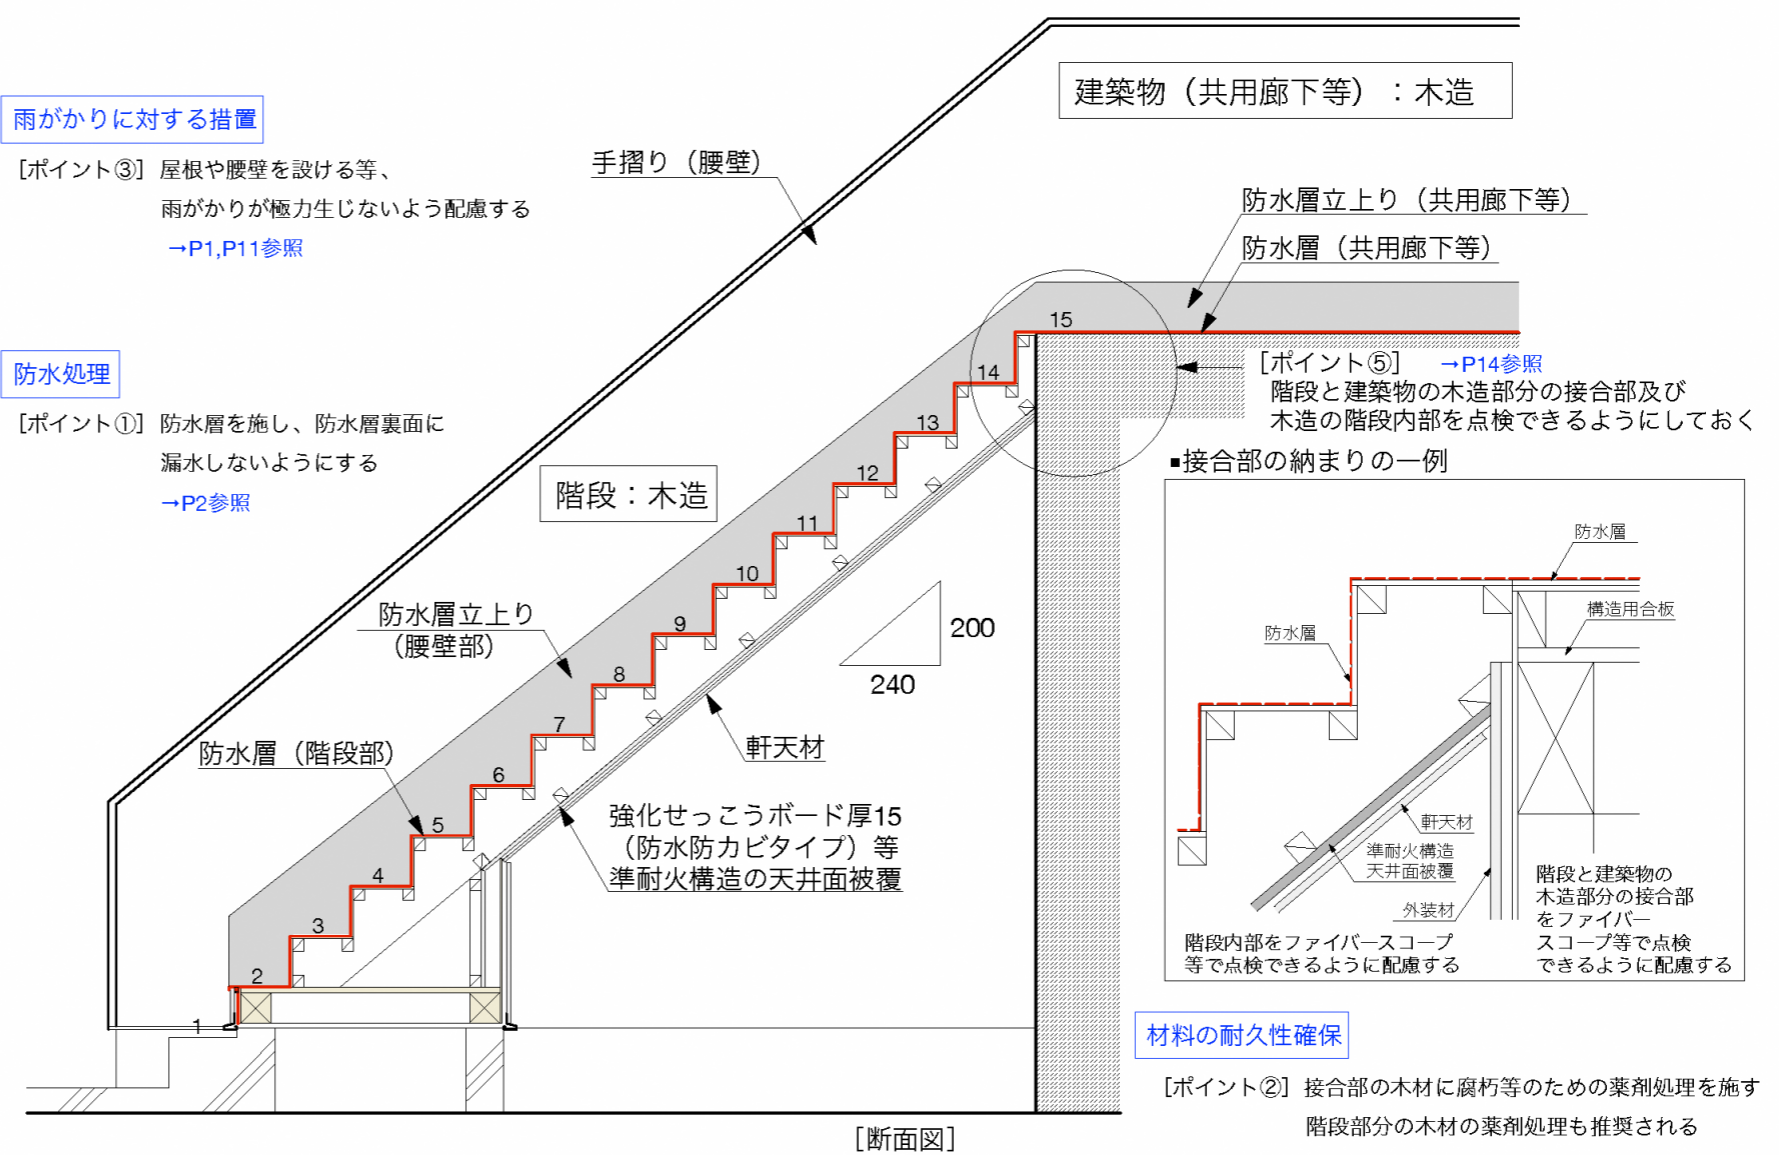 建築物（共用廊下等）：木造
雨がかりに対する措置
［ポイント③］屋根や腰壁を設ける等、
雨がかりが極力生じないよう配慮する
→P1,P11参照
手摺り（腰壁）
防水層立上り（共用廊下等）
防水層（共用廊下等）
防水処理
［ポイント①］防水層を施し、防水層裏面に
漏水しないようにする
→P2参照
階段：木造
［ポイント⑤］ →P14参照
階段と建築物の木造部分の接合部及び
木造の階段内部を点検できるようにしておく
■接合部の納まりの一例
15
14
13
12
11
10
9
8
7
6
5
4
3
2
1
200
240
防水層立上り
（腰壁部）
防水層（階段部）
軒天材
強化せっこうボード厚15
（防水防カビタイプ）等
準耐火構造の天井面被覆
防水層
構造用合板
防水層
軒天材
準耐火構造
天井面被覆
外装材
階段内部をファイバースコープ
等で点検できるように配慮する
階段と建築物の
木造部分の接合部
をファイバー
スコープ等で点検
できるように配慮する
材料の耐久性確保
［ポイント②］接合部の木材に腐朽等のための薬剤処理を施す
階段部分の木材の薬剤処理も推奨される
［断面図］